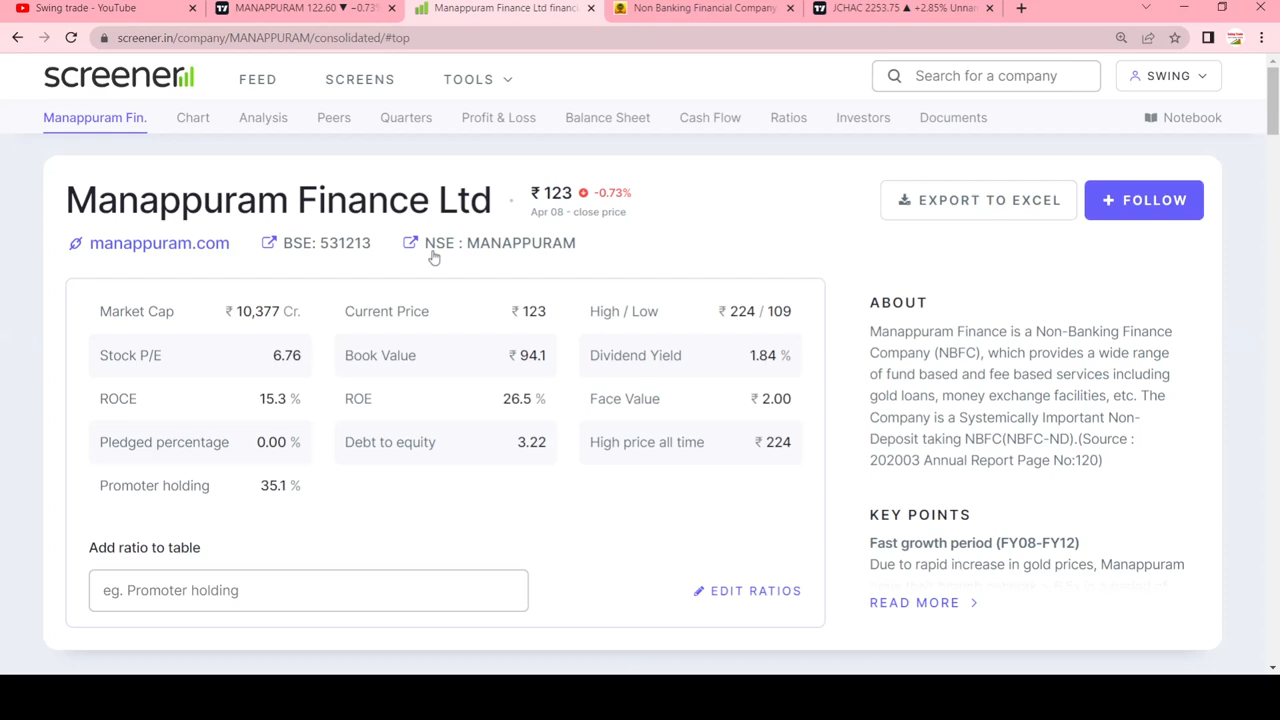 Swing trade - YouTube
MANAPPURAM 122.60 ▼ −0.73%
Manappuram Finance Ltd financi
Non Banking Financial Company
JCHAC 2253.75 ▲ +2.85% Unnan
screener.in/company/MANAPPURAM/consolidated/#top
screener
FEED
SCREENS
TOOLS
Search for a company
SWING
Manappuram Fin.
Chart
Analysis
Peers
Quarters
Profit & Loss
Balance Sheet
Cash Flow
Ratios
Investors
Documents
Notebook
Manappuram Finance Ltd
₹ 123 -0.73%
Apr 08 - close price
EXPORT TO EXCEL
+ FOLLOW
manappuram.com
BSE: 531213
NSE : MANAPPURAM
Market Cap ₹ 10,377 Cr.
Current Price ₹ 123
High / Low ₹ 224 / 109
Stock P/E 6.76
Book Value ₹ 94.1
Dividend Yield 1.84 %
ROCE 15.3 %
ROE 26.5 %
Face Value ₹ 2.00
Pledged percentage 0.00 %
Debt to equity 3.22
High price all time ₹ 224
Promoter holding 35.1 %
Add ratio to table
eg. Promoter holding
EDIT RATIOS
ABOUT
Manappuram Finance is a Non-Banking Finance
Company (NBFC), which provides a wide range
of fund based and fee based services including
gold loans, money exchange facilities, etc. The
Company is a Systemically Important Non-
Deposit taking NBFC(NBFC-ND).(Source :
202003 Annual Report Page No:120)
KEY POINTS
Fast growth period (FY08-FY12)
Due to rapid increase in gold prices, Manappuram
READ MORE